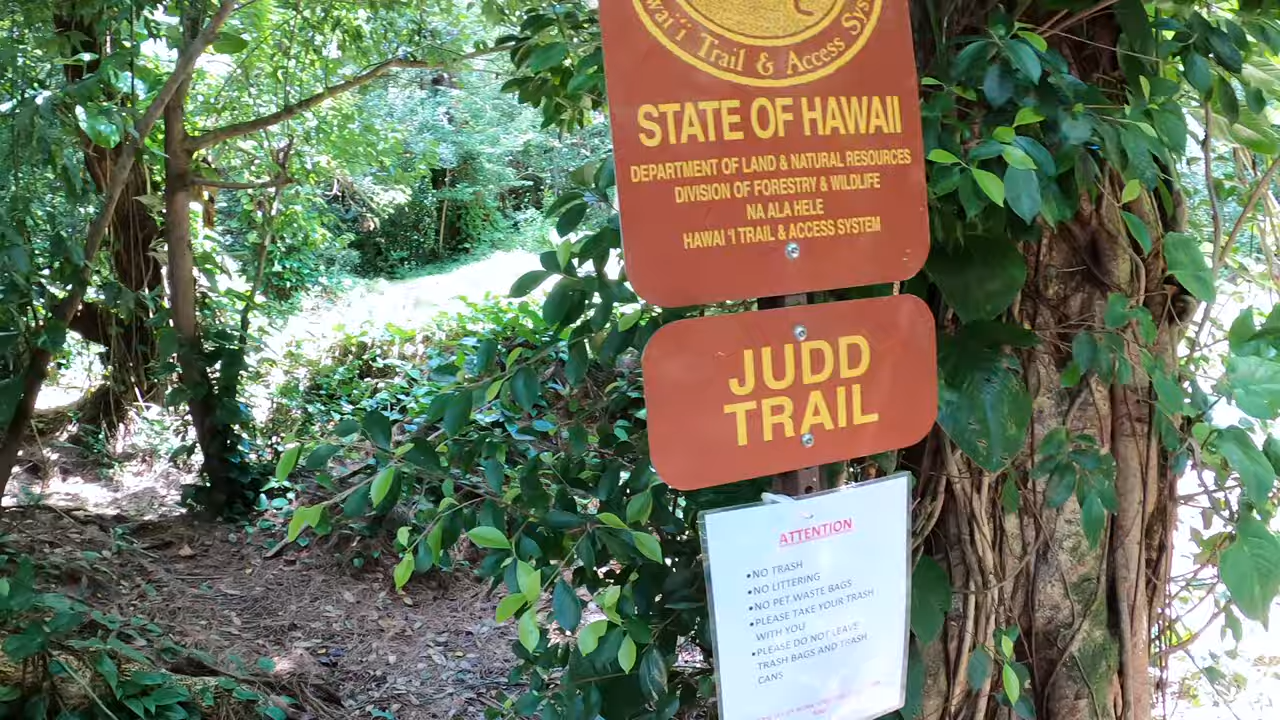 Trail & Access
STATE OF HAWAII
DEPARTMENT OF LAND & NATURAL RESOURCES
DIVISION OF FORESTRY & WILDLIFE
NA ALA HELE
HAWAI'I TRAIL & ACCESS SYSTEM
JUDD
TRAIL
ATTENTION
•NO TRASH
•NO LITTERING
•NO PET WASTE BAGS
•PLEASE TAKE YOUR TRASH
WITH YOU
•PLEASE DO NOT LEAVE
TRASH BAGS AND TRASH
CANS